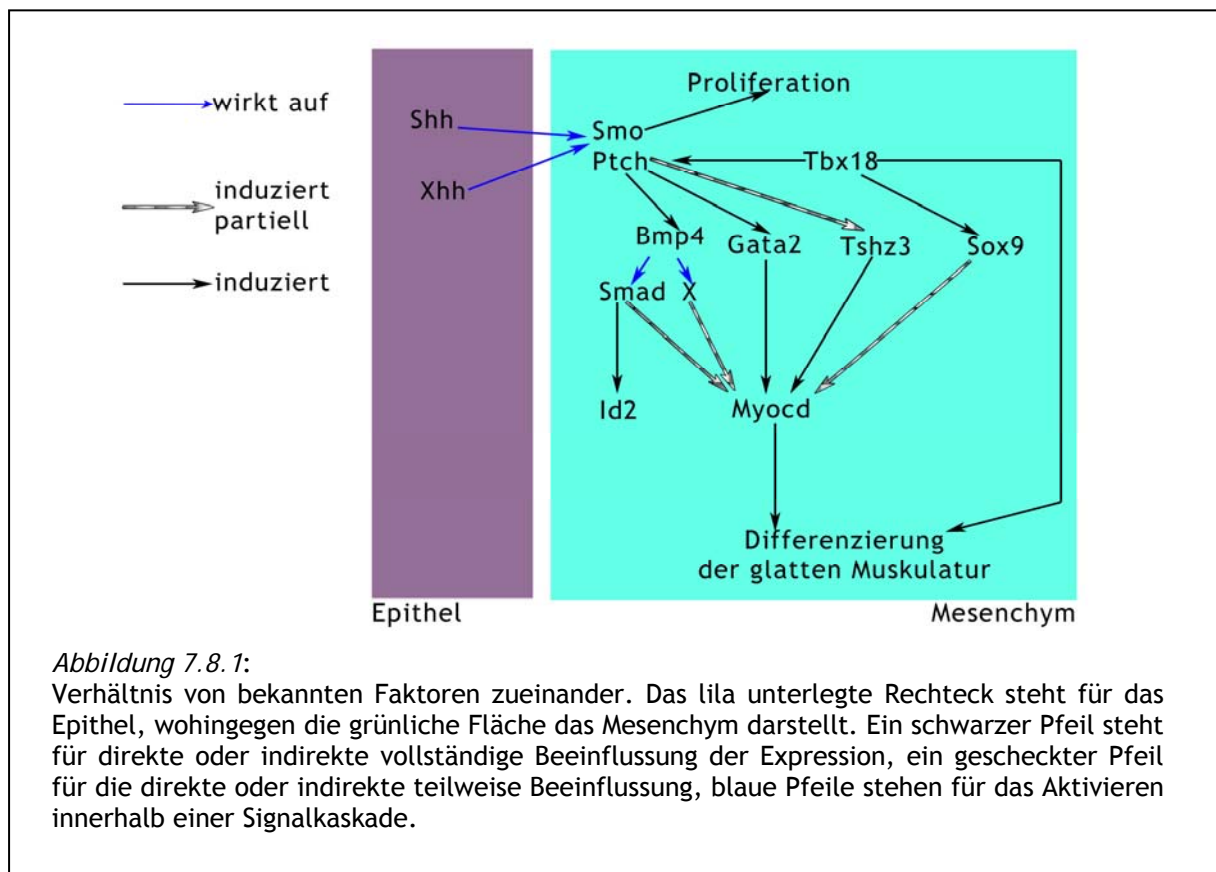 wirkt auf
induziert
partiell
induziert
Shh
Xhh
Proliferation
Smo
Ptch
Tbx18
Bmp4
Gata2
Tshz3
Sox9
Smad X
Id2
Myocd
Differenzierung
der glatten Muskulatur
Epithel
Mesenchym
Abbildung 7.8.1:
Verhältnis von bekannten Faktoren zueinander. Das lila unterlegte Rechteck steht für das
Epithel, wohingegen die grünliche Fläche das Mesenchym darstellt. Ein schwarzer Pfeil steht
für direkte oder indirekte vollständige Beeinflussung der Expression, ein gescheckter Pfeil
für die direkte oder indirekte teilweise Beeinflussung, blaue Pfeile stehen für das Aktivieren
innerhalb einer Signalkaskade.